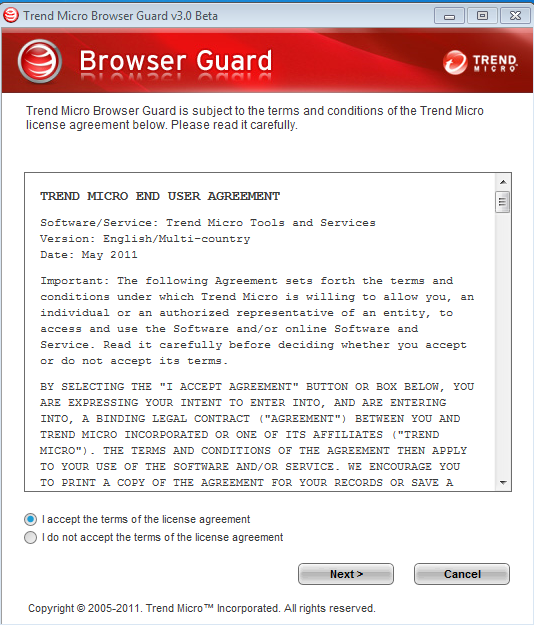 Trend Micro Browser Guard v3.0 Beta
Browser Guard
TREND
MICRO
Trend Micro Browser Guard is subject to the terms and conditions of the Trend Micro
license agreement below. Please read it carefully.
TREND MICRO END USER AGREEMENT
Software/Service: Trend Micro Tools and Services
Version: English/Multi-country
Date: May 2011
Important: The following Agreement sets forth the terms and
conditions under which Trend Micro is willing to allow you, an
individual or an authorized representative of an entity, to
access and use the Software and/or online Software and
Service. Read it carefully before deciding whether you accept
or do not accept its terms.
BY SELECTING THE "I ACCEPT AGREEMENT" BUTTON OR BOX BELOW, YOU
ARE EXPRESSING YOUR INTENT TO ENTER INTO, AND ARE ENTERING
INTO, A BINDING LEGAL CONTRACT ("AGREEMENT") BETWEEN YOU AND
TREND MICRO INCORPORATED OR ONE OF ITS AFFILIATES ("TREND
MICRO"). THE TERMS AND CONDITIONS OF THE AGREEMENT THEN APPLY
TO YOUR USE OF THE SOFTWARE AND/OR SERVICE. WE ENCOURAGE YOU
TO PRINT A COPY OF THE AGREEMENT FOR YOUR RECORDS OR SAVE A
I accept the terms of the license agreement
I do not accept the terms of the license agreement
Next >
Cancel
Copyright © 2005-2011. Trend Micro™ Incorporated. All rights reserved.